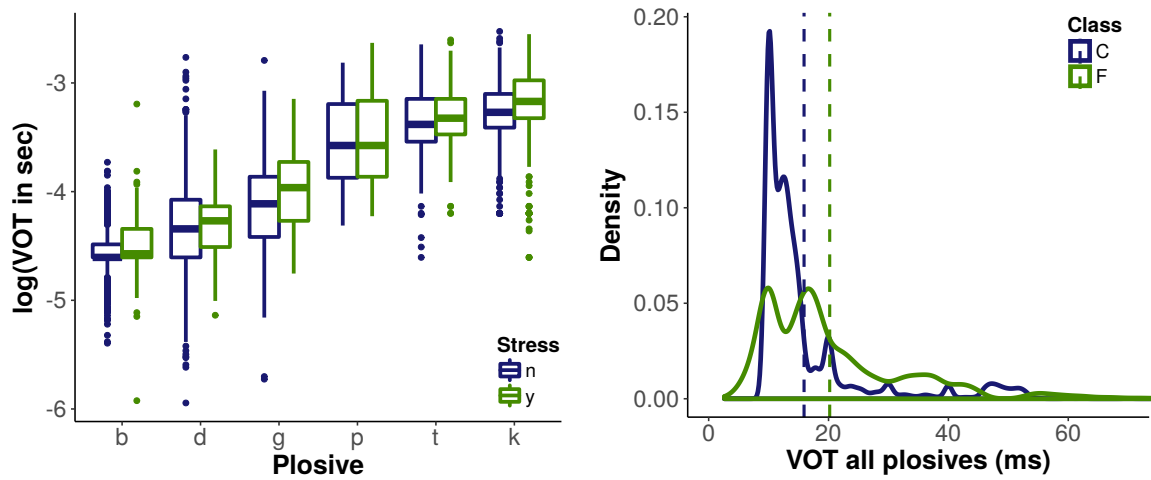 log(VOT in sec)
-3
-4
-5
-6
b d g p t k
Plosive
Stress
n
y
Density
0.20
0.15
0.10
0.05
0.00
0 20 40 60
VOT all plosives (ms)
Class
C
F